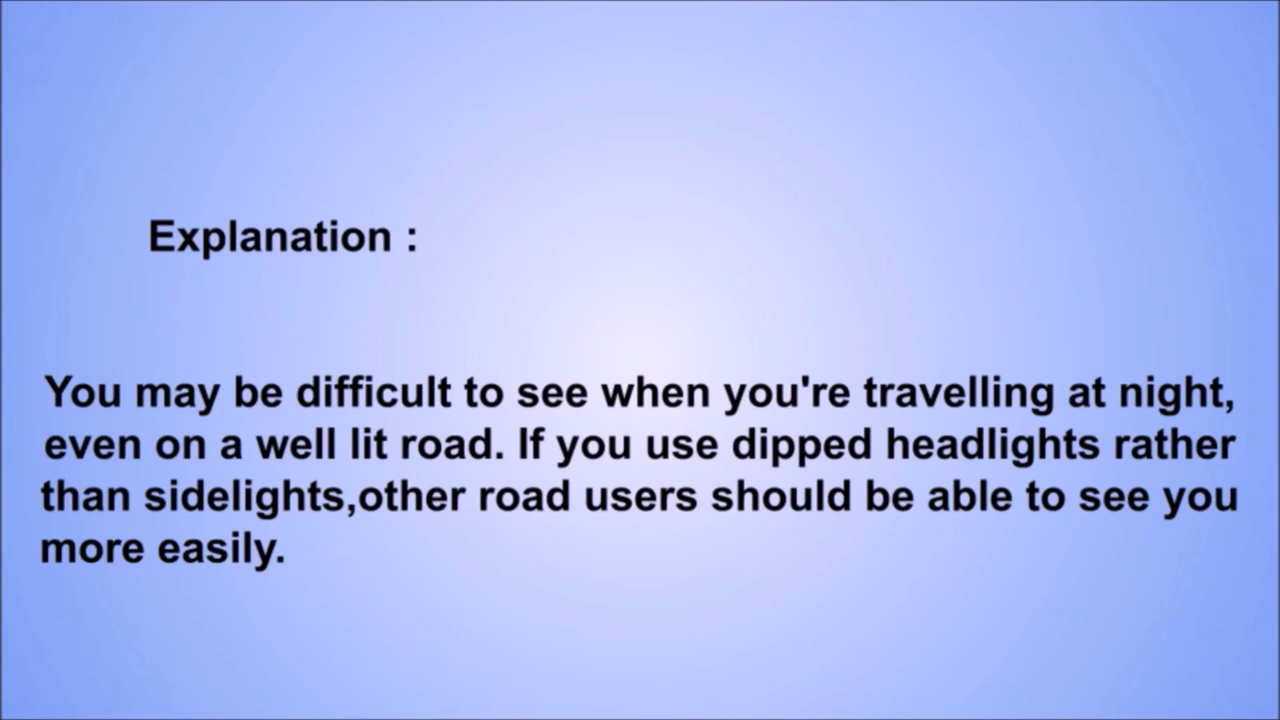 Explanation :
You may be difficult to see when you're travelling at night,
even on a well lit road. If you use dipped headlights rather
than sidelights,other road users should be able to see you
more easily.